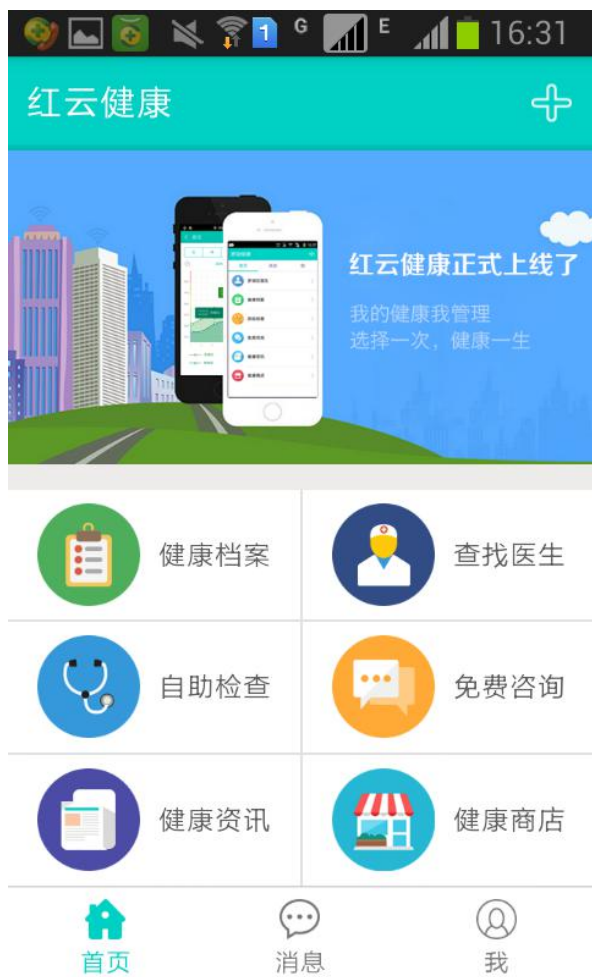 1 G E 16:31
红云健康
红云健康正式上线了
我的健康我管理
选择一次，健康一生
健康档案
查找医生
自助检查
免费咨询
健康资讯
健康商店
首页
消息
我